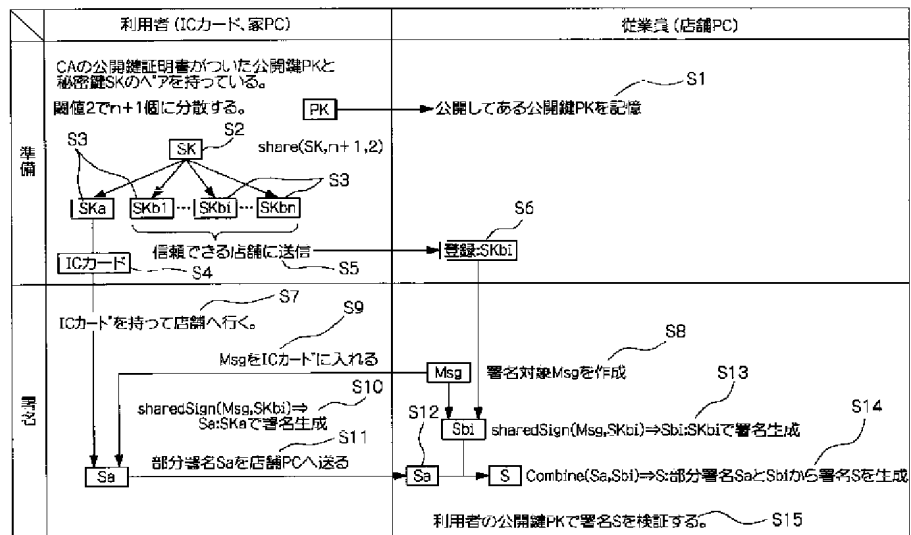 利用者(ICカード、家PC)
従業員(店舗PC)
準備
CAの公開鍵証明書がついた公開鍵PKと
秘密鍵SKのペアを持っている。
閾値2でn+1個に分散する。
PK
公開してある公開鍵PKを記憶
S1
S2
SK
share(SK,n+1,2)
S3
S3
SKa
SKb1
…
SKbi
…
SKbn
信頼できる店舗に送信
S5
S6
登録:SKbi
ICカード
S4
S7
ICカードを持って店舗へ行く。
S9
MsgをICカードに入れる
S8
Msg
署名対象Msgを作成
S10
sharedSign(Msg,SKbi)⇒
Sa:SKaで署名生成
S11
S12
S13
Sbi
sharedSign(Msg,SKbi)⇒Sbi:SKbiで署名生成
S14
部分署名Saを店舗PCへ送る
Sa
Sa
S
Combine(Sa,Sbi)⇒S:部分署名SaとSbiから署名Sを生成
利用者の公開鍵PKで署名Sを検証する。
S15